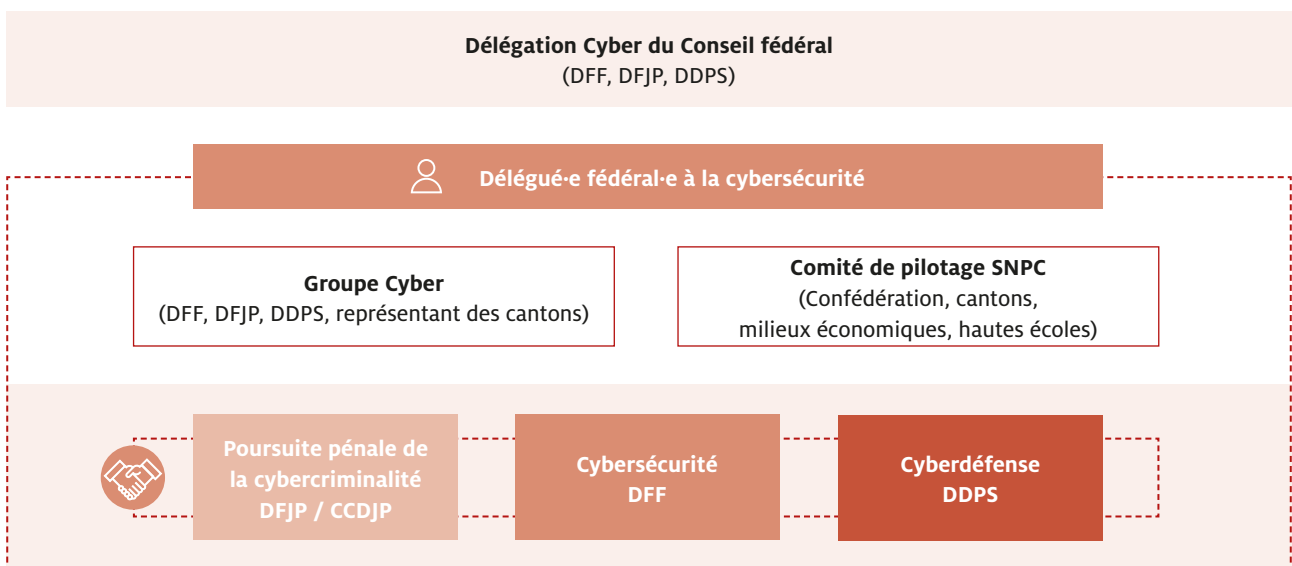 Délégation Cyber du Conseil fédéral
(DFF, DFJP, DDPS)
Délégué·e fédéral·e à la cybersécurité
Groupe Cyber
(DFF, DFJP, DDPS, représentant des cantons)
Comité de pilotage SNPC
(Confédération, cantons,
milieux économiques, hautes écoles)
Poursuite pénale de
la cybercriminalité
DFJP / CCDJP
Cybersécurité
DFF
Cyberdéfense
DDPS